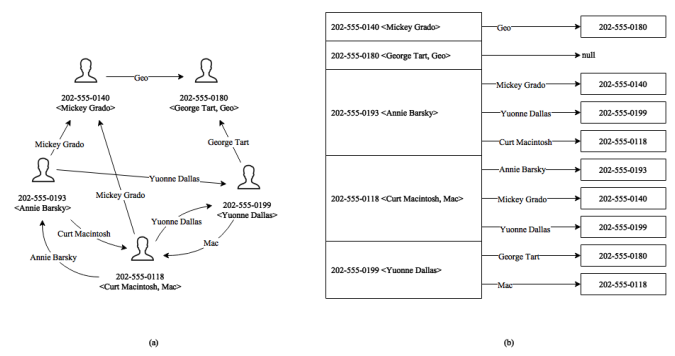 Geo
202-555-0140
<Mickey Grado>
202-555-0180
<George Tart, Geo>
Mickey Grado
George Tart
Yuonne Dallas
Mickey Grado
202-555-0193
<Annie Barsky>
202-555-0199
<Yuonne Dallas>
Yuonne Dallas
Curt Macintosh
Mac
Annie Barsky
202-555-0118
<Curt Macintosh, Mac>
(a)
202-555-0140 <Mickey Grado>
Geo
202-555-0180
202-555-0180 <George Tart, Geo>
null
202-555-0193 <Annie Barsky>
Mickey Grado
202-555-0140
Yuonne Dallas
202-555-0199
Curt Macintosh
202-555-0118
202-555-0118 <Curt Macintosh, Mac>
Annie Barsky
202-555-0193
Mickey Grado
202-555-0140
Yuonne Dallas
202-555-0199
202-555-0199 <Yuonne Dallas>
George Tart
202-555-0180
Mac
202-555-0118
(b)